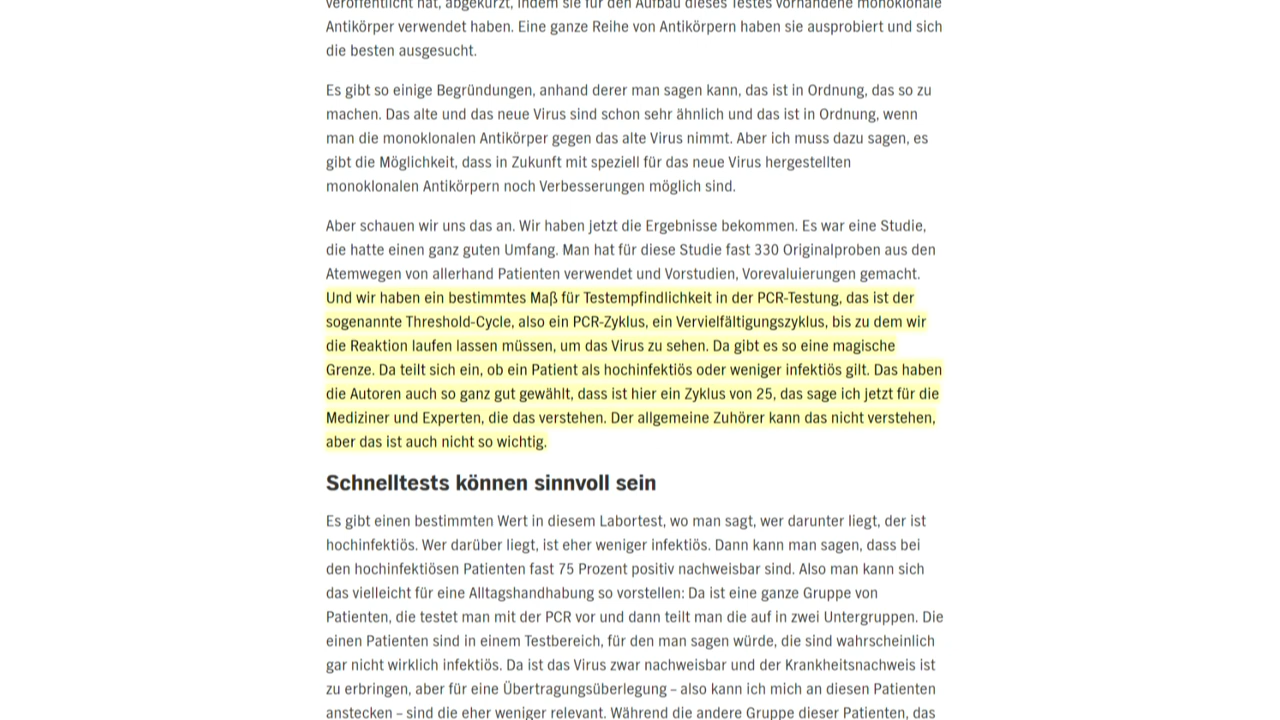 veröffentlicht hat, abgekürzt, indem sie für den Aufbau dieses Testes vorhandene monoklonale
Antikörper verwendet haben. Eine ganze Reihe von Antikörpern haben sie ausprobiert und sich
die besten ausgesucht.
Es gibt so einige Begründungen, anhand derer man sagen kann, das ist in Ordnung, das so zu
machen. Das alte und das neue Virus sind schon sehr ähnlich und das ist in Ordnung, wenn
man die monoklonalen Antikörper gegen das alte Virus nimmt. Aber ich muss dazu sagen, es
gibt die Möglichkeit, dass in Zukunft mit speziell für das neue Virus hergestellten
monoklonalen Antikörpern noch Verbesserungen möglich sind.
Aber schauen wir uns das an. Wir haben jetzt die Ergebnisse bekommen. Es war eine Studie,
die hatte einen ganz guten Umfang. Man hat für diese Studie fast 330 Originalproben aus den
Atemwegen von allerhand Patienten verwendet und Vorstudien, Vorevaluierungen gemacht.
Und wir haben ein bestimmtes Maß für Testempfindlichkeit in der PCR-Testung, das ist der
sogenannte Threshold-Cycle, also ein PCR-Zyklus, ein Vervielfältigungszyklus, bis zu dem wir
die Reaktion laufen lassen müssen, um das Virus zu sehen. Da gibt es so eine magische
Grenze. Da teilt sich ein, ob ein Patient als hochinfektiös oder weniger infektiös gilt. Das haben
die Autoren auch so ganz gut gewählt, dass ist hier ein Zyklus von 25, das sage ich jetzt für die
Mediziner und Experten, die das verstehen. Der allgemeine Zuhörer kann das nicht verstehen,
aber das ist auch nicht so wichtig.
Schnelltests können sinnvoll sein
Es gibt einen bestimmten Wert in diesem Labortest, wo man sagt, wer darunter liegt, der ist
hochinfektiös. Wer darüber liegt, ist eher weniger infektiös. Dann kann man sagen, dass bei
den hochinfektiösen Patienten fast 75 Prozent positiv nachweisbar sind. Also man kann sich
das vielleicht für eine Alltagshandhabung so vorstellen: Da ist eine ganze Gruppe von
Patienten, die testet man mit der PCR vor und dann teilt man die auf in zwei Untergruppen. Die
einen Patienten sind in einem Testbereich, für den man sagen würde, die sind wahrscheinlich
gar nicht wirklich infektiös. Da ist das Virus zwar nachweisbar und der Krankheitsnachweis ist
zu erbringen, aber für eine Übertragungsüberlegung – also kann ich mich an diesen Patienten
anstecken – sind die eher weniger relevant. Während die andere Gruppe dieser Patienten, das